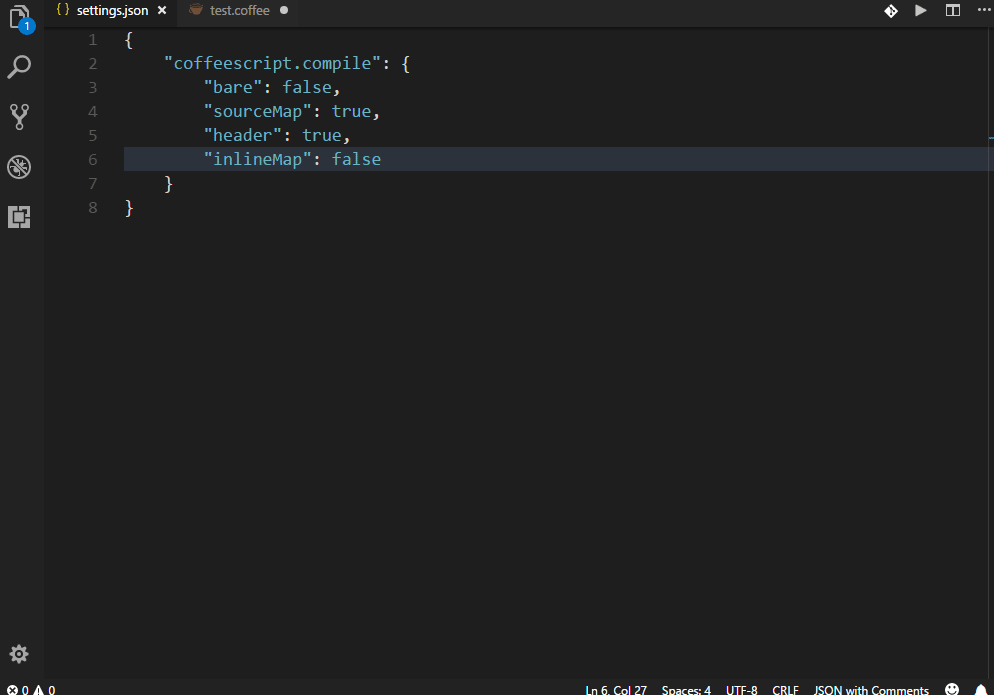 { } settings.json × test.coffee ●
1
1 {
2     "coffeescript.compile": {
3         "bare": false,
4         "sourceMap": true,
5         "header": true,
6         "inlineMap": false
7     }
8 }
0 0 Ln 6, Col 27 Spaces: 4 UTF-8 CRLF JSON with Comments